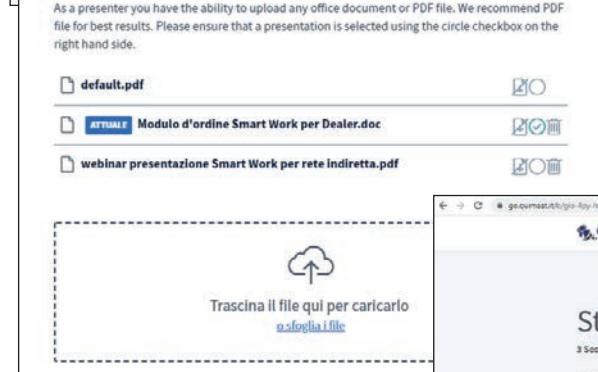 As a presenter you have the ability to upload any office document or PDF file. We recommend PDF
file for best results. Please ensure that a presentation is selected using the circle checkbox on the
right hand side.
default.pdf
ATTUALE Modulo d'ordine Smart Work per Dealer.doc
webinar presentazione Smart Work per rete indiretta.pdf
Trascina il file qui per caricarlo
o sfoglia i file
St